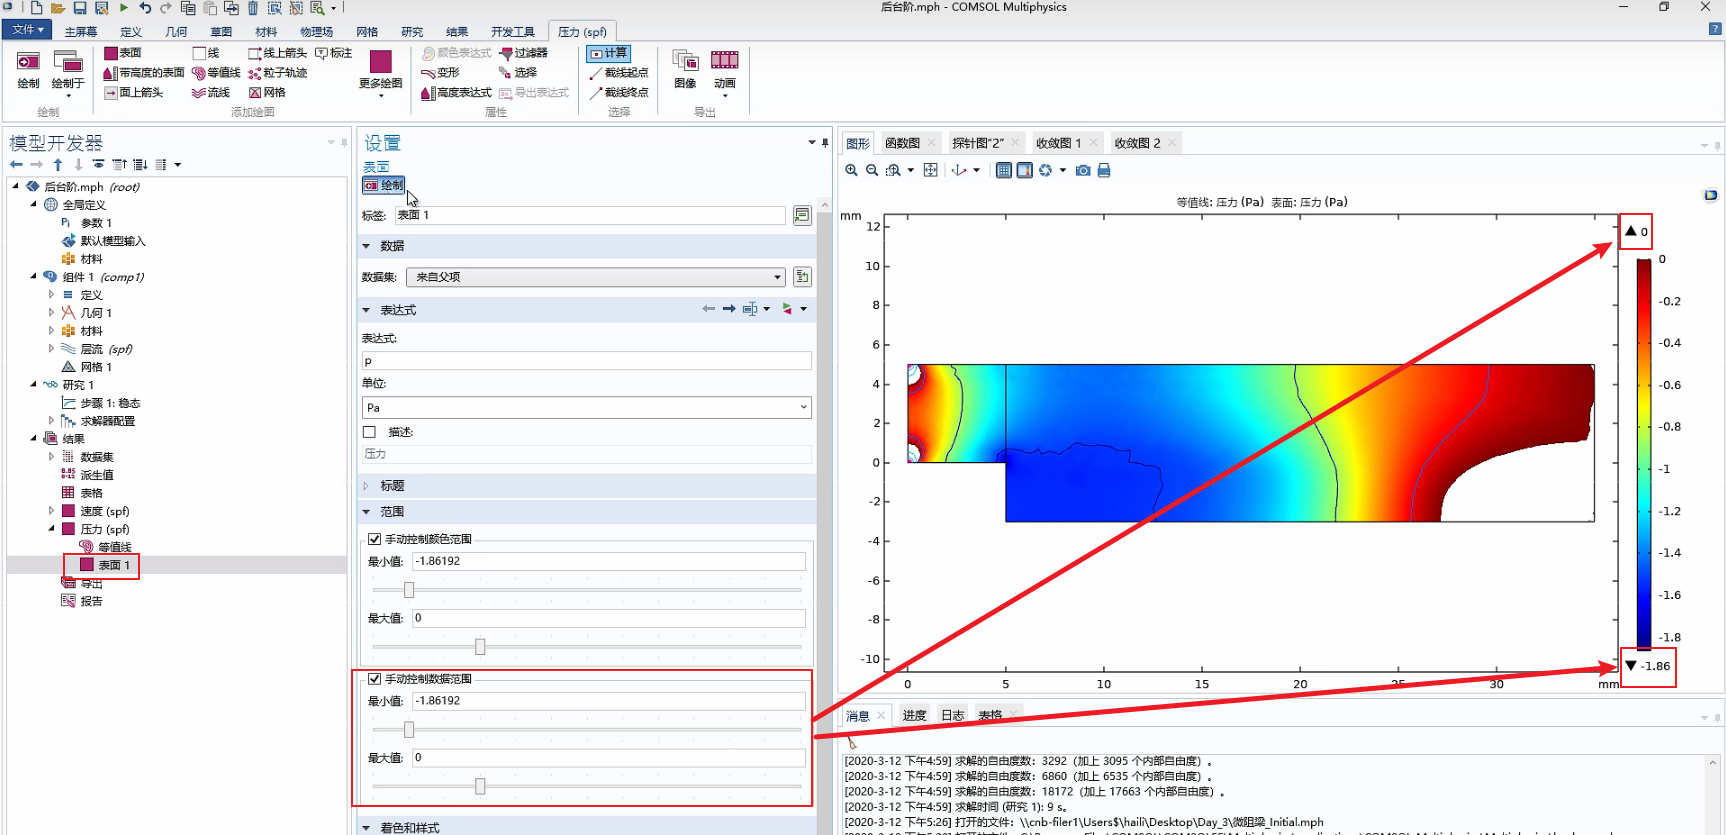 后台阶.mph - COMSOL Multiphysics
文件 主屏幕 定义 几何 草图 材料 物理场 网格 研究 结果 开发工具 压力 (spf)
表面 线 线上箭头 标注 颜色表达式 过滤器 计算
带高度的表面 等值线 粒子轨迹 变形 选择 截线起点
面上箭头 流线 网格 高度表达式 导出表达式 截线终点
绘制 绘制于 更多绘图 图像 动画
绘制 添加绘图 属性 选择 导出
模型开发器
后台阶.mph (root)
全局定义
Pi 参数 1
默认模型输入
材料
组件 1 (comp1)
定义
几何 1
材料
层流 (spf)
网格 1
研究 1
步骤 1: 稳态
求解器配置
结果
数据集
8.85
派生值
表格
速度 (spf)
压力 (spf)
等值线
表面 1
导出
报告
设置
表面
绘制
标签: 表面 1
数据
数据集: 来自父项
表达式
表达式:
p
单位:
Pa
描述:
压力
标题
范围
手动控制颜色范围
最小值: -1.86192
最大值: 0
手动控制数据范围
最小值: -1.86192
最大值: 0
着色和样式
图形 函数图 探针图“2” 收敛图 1 收敛图 2
等值线: 压力 (Pa) 表面: 压力 (Pa)
mm
12
10
8
6
4
2
0
-2
-4
-6
-8
-10
0 5 10 15 20 25 30 mm
▲ 0
0
-0.2
-0.4
-0.6
-0.8
-1
-1.2
-1.4
-1.6
-1.8
▼ -1.86
消息 进度 日志 表格
[2020-3-12 下午4:59] 求解的自由度数: 3292（加上 3095 个内部自由度）。
[2020-3-12 下午4:59] 求解的自由度数: 6860（加上 6535 个内部自由度）。
[2020-3-12 下午4:59] 求解的自由度数: 18172（加上 17663 个内部自由度）。
[2020-3-12 下午4:59] 求解时间 (研究 1): 9 s。
[2020-3-12 下午5:26] 打开的文件: \\cnb-filer1\Users$\haili\Desktop\Day_3\微阻梁_Initial.mph